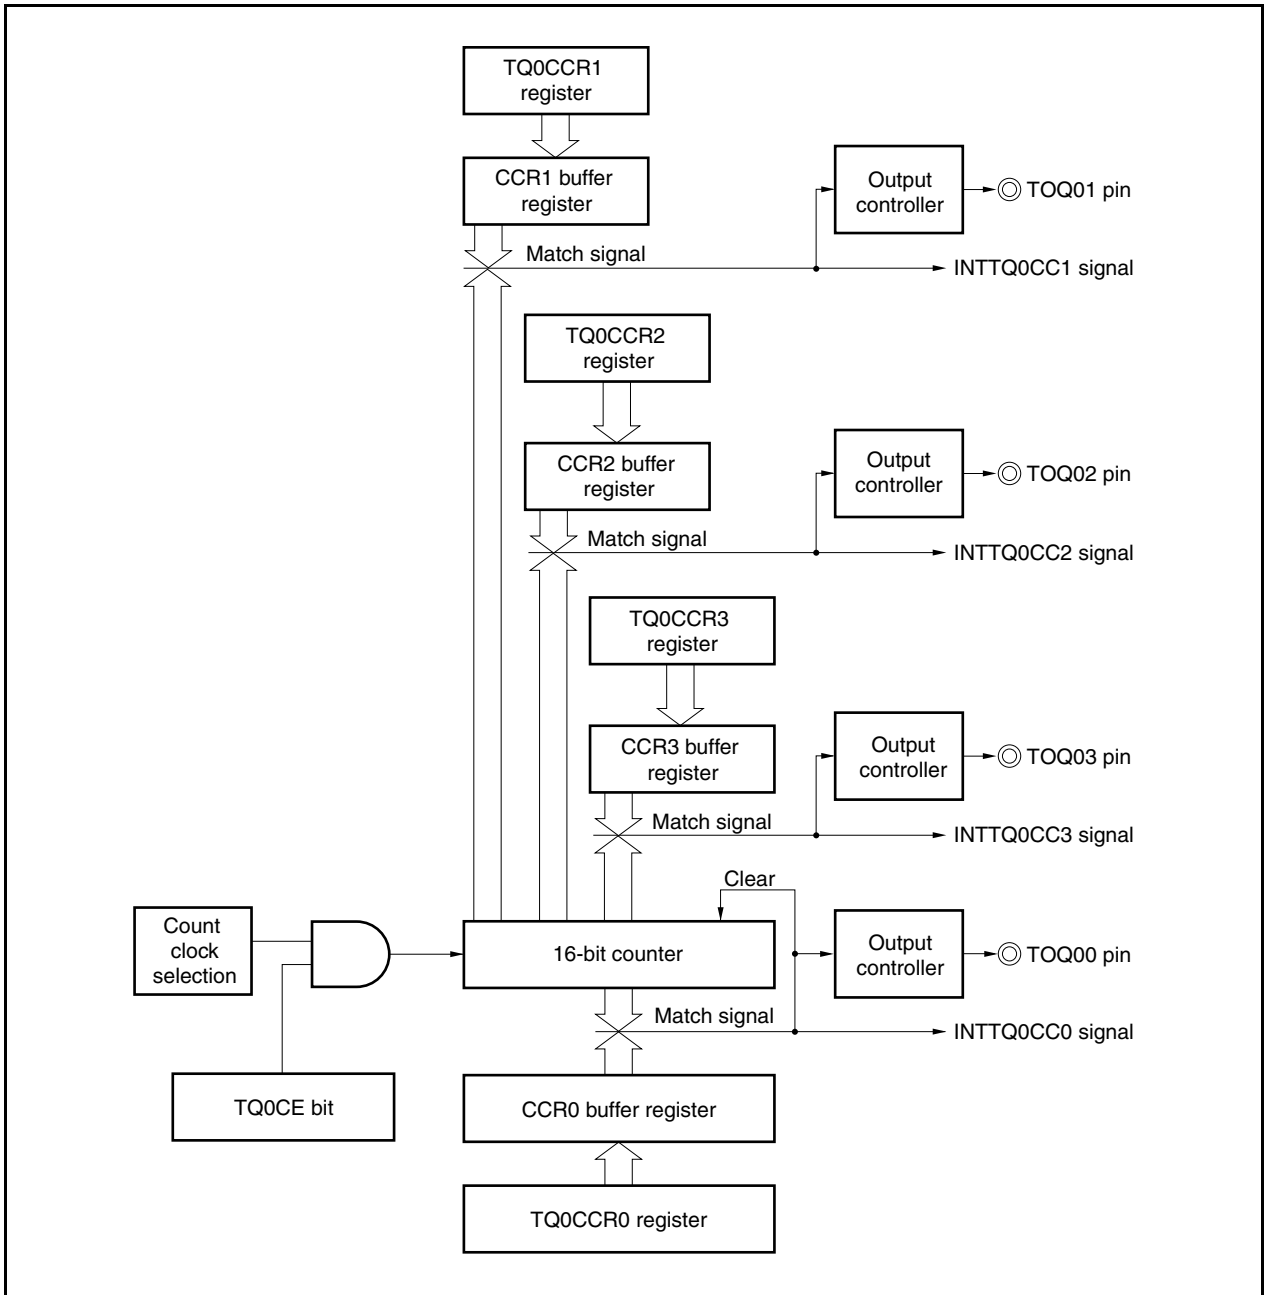 TQ0CCR1
register
CCR1 buffer
register
Output
controller
TOQ01 pin
Match signal
INTTQ0CC1 signal
TQ0CCR2
register
CCR2 buffer
register
Output
controller
TOQ02 pin
Match signal
INTTQ0CC2 signal
TQ0CCR3
register
CCR3 buffer
register
Output
controller
TOQ03 pin
Match signal
INTTQ0CC3 signal
Clear
Count
clock
selection
16-bit counter
Output
controller
TOQ00 pin
Match signal
INTTQ0CC0 signal
TQ0CE bit
CCR0 buffer register
TQ0CCR0 register